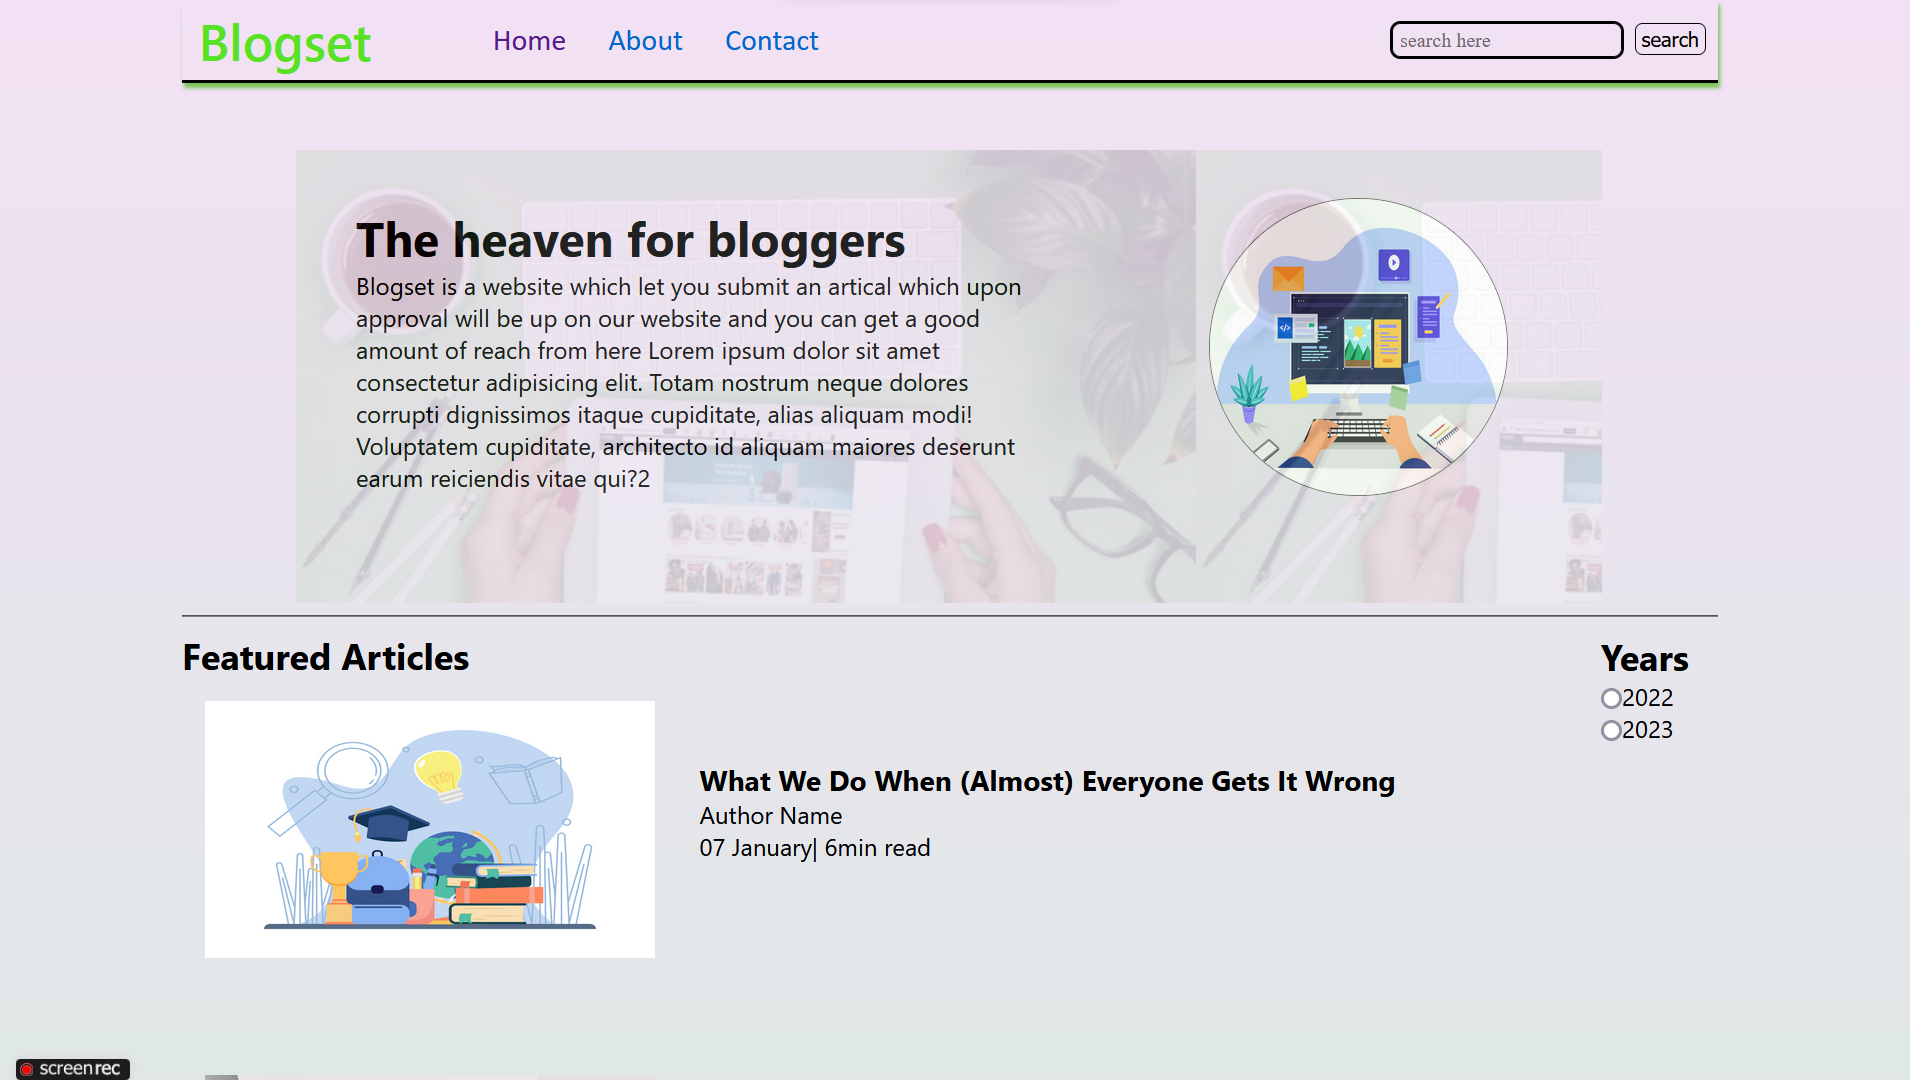 Blogset
Home About Contact
search here
search
The heaven for bloggers
Blogset is a website which let you submit an artical which upon
approval will be up on our website and you can get a good
amount of reach from here Lorem ipsum dolor sit amet
consectetur adipisicing elit. Totam nostrum neque dolores
corrupti dignissimos itaque cupiditate, alias aliquam modi!
Voluptatem cupiditate, architecto id aliquam maiores deserunt
earum reiciendis vitae qui?2
Featured Articles
What We Do When (Almost) Everyone Gets It Wrong
Author Name
07 January| 6min read
Years
2022
2023
screenrec